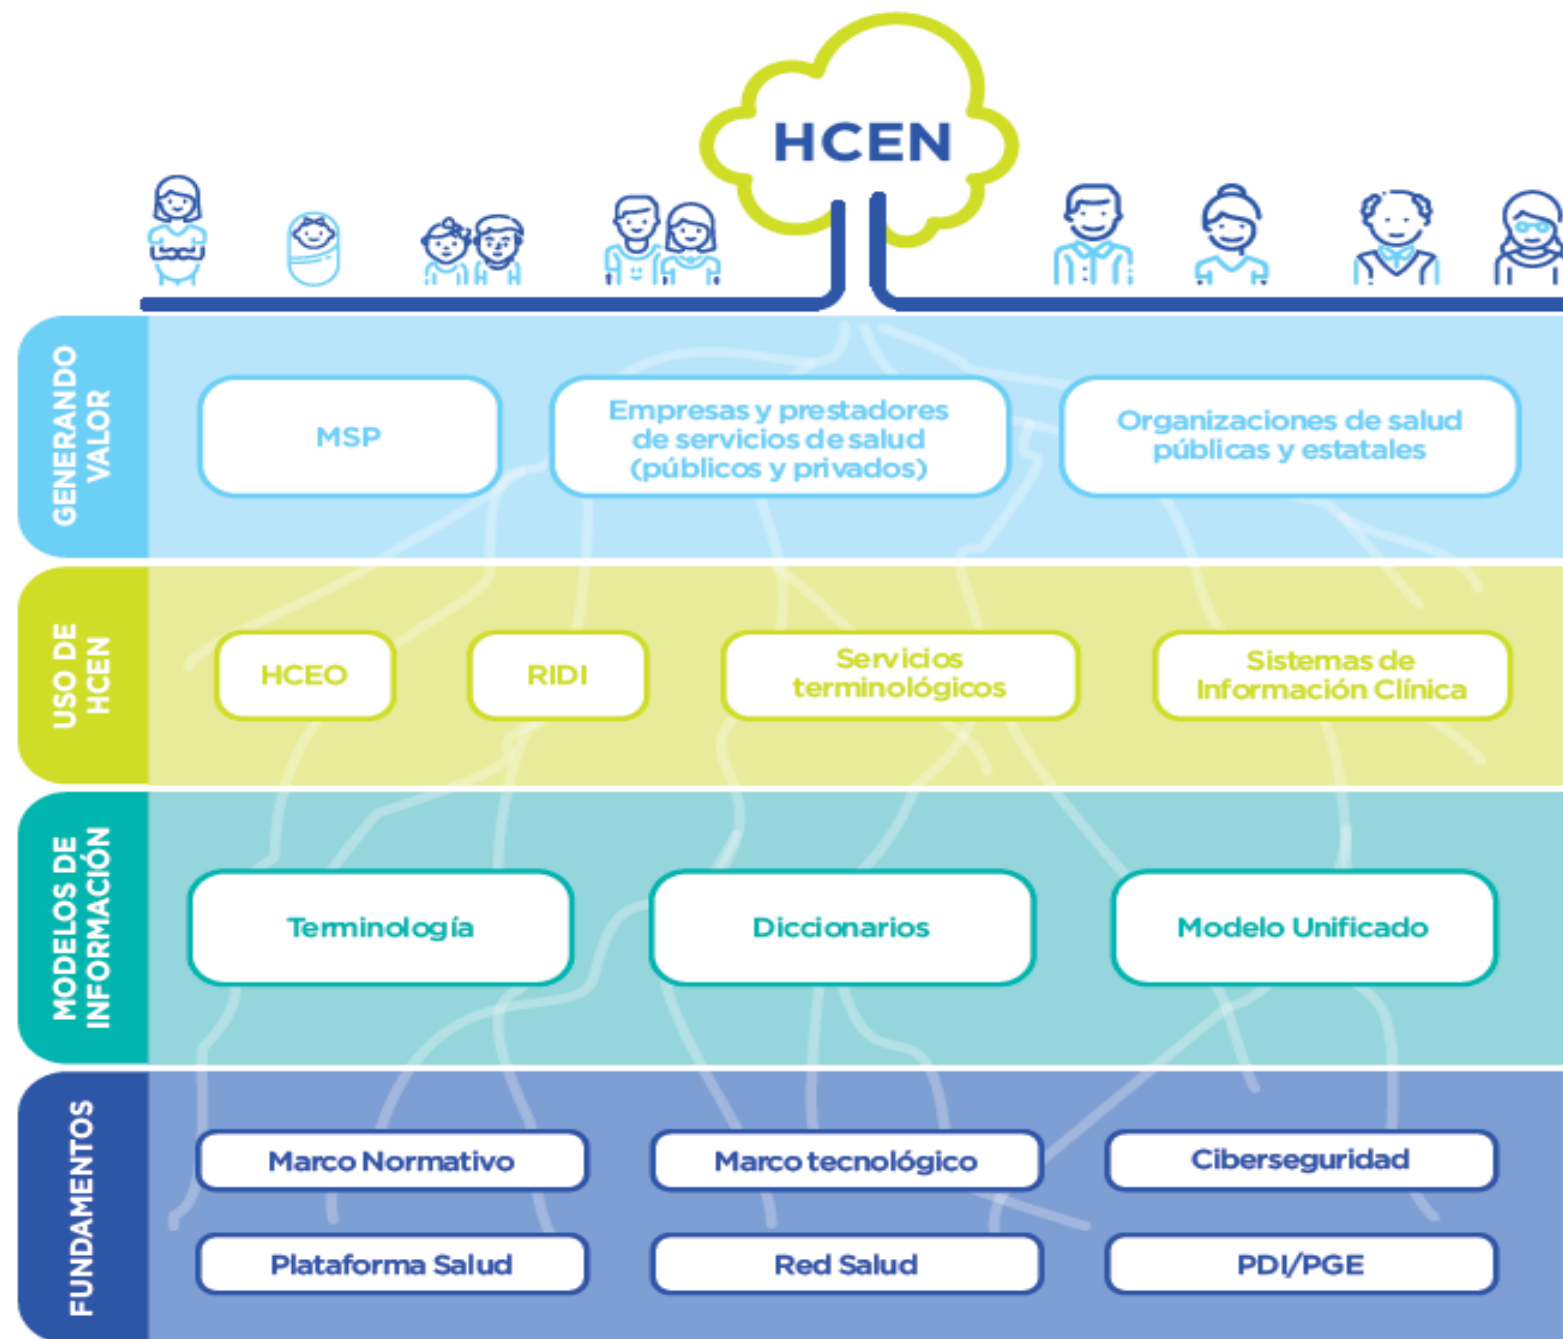 HCEN
GENERANDO
VALOR
MSP
Empresas y prestadores
de servicios de salud
(públicos y privados)
Organizaciones de salud
públicas y estatales
USO DE
HCEN
HCEO
RIDI
Servicios
terminológicos
Sistemas de
Información Clínica
MODELOS DE
INFORMACIÓN
Terminología
Diccionarios
Modelo Unificado
FUNDAMENTOS
Marco Normativo
Marco tecnológico
Ciberseguridad
Plataforma Salud
Red Salud
PDI/PGE